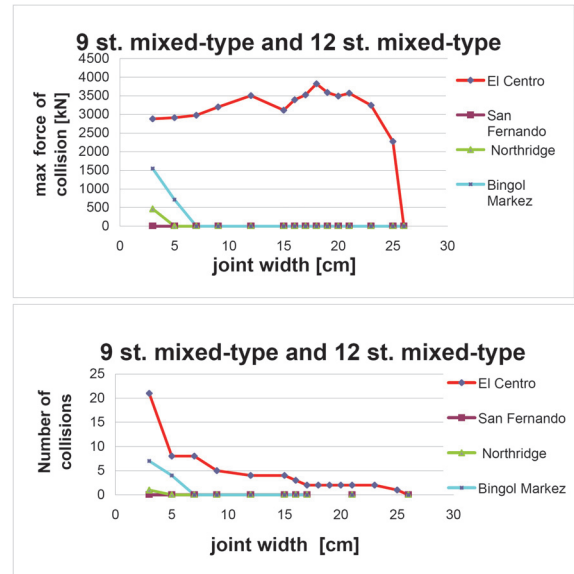 9 st. mixed-type and 12 st. mixed-type
max force of
collision [kN]
4500
4000
3500
3000
2500
2000
1500
1000
500
0
0 5 10 15 20 25 30
joint width [cm]
El Centro
San
Fernando
Northridge
Bingol
Markez
9 st. mixed-type and 12 st. mixed-type
Number of
collisions
25
20
15
10
5
0
0 5 10 15 20 25 30
joint width [cm]
El Centro
San Fernando
Northridge
Bingol Markez